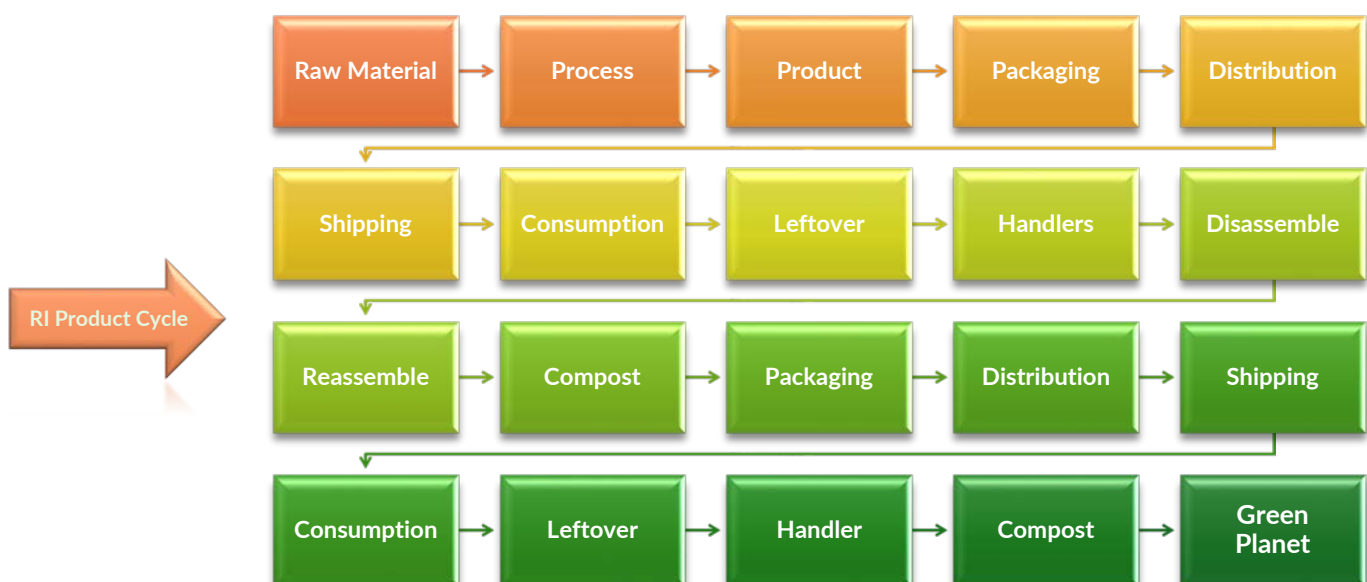 Raw Material
Process
Product
Packaging
Distribution
Shipping
Consumption
Leftover
Handlers
Disassemble
RI Product Cycle
Reassemble
Compost
Packaging
Distribution
Shipping
Consumption
Leftover
Handler
Compost
Green
Planet